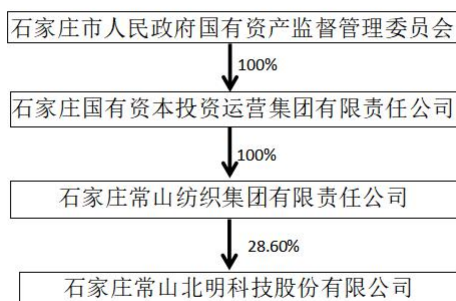 石家庄市人民政府国有资产监督管理委员会
100%
石家庄国有资本投资运营集团有限责任公司
100%
石家庄常山纺织集团有限责任公司
28.60%
石家庄常山北明科技股份有限公司